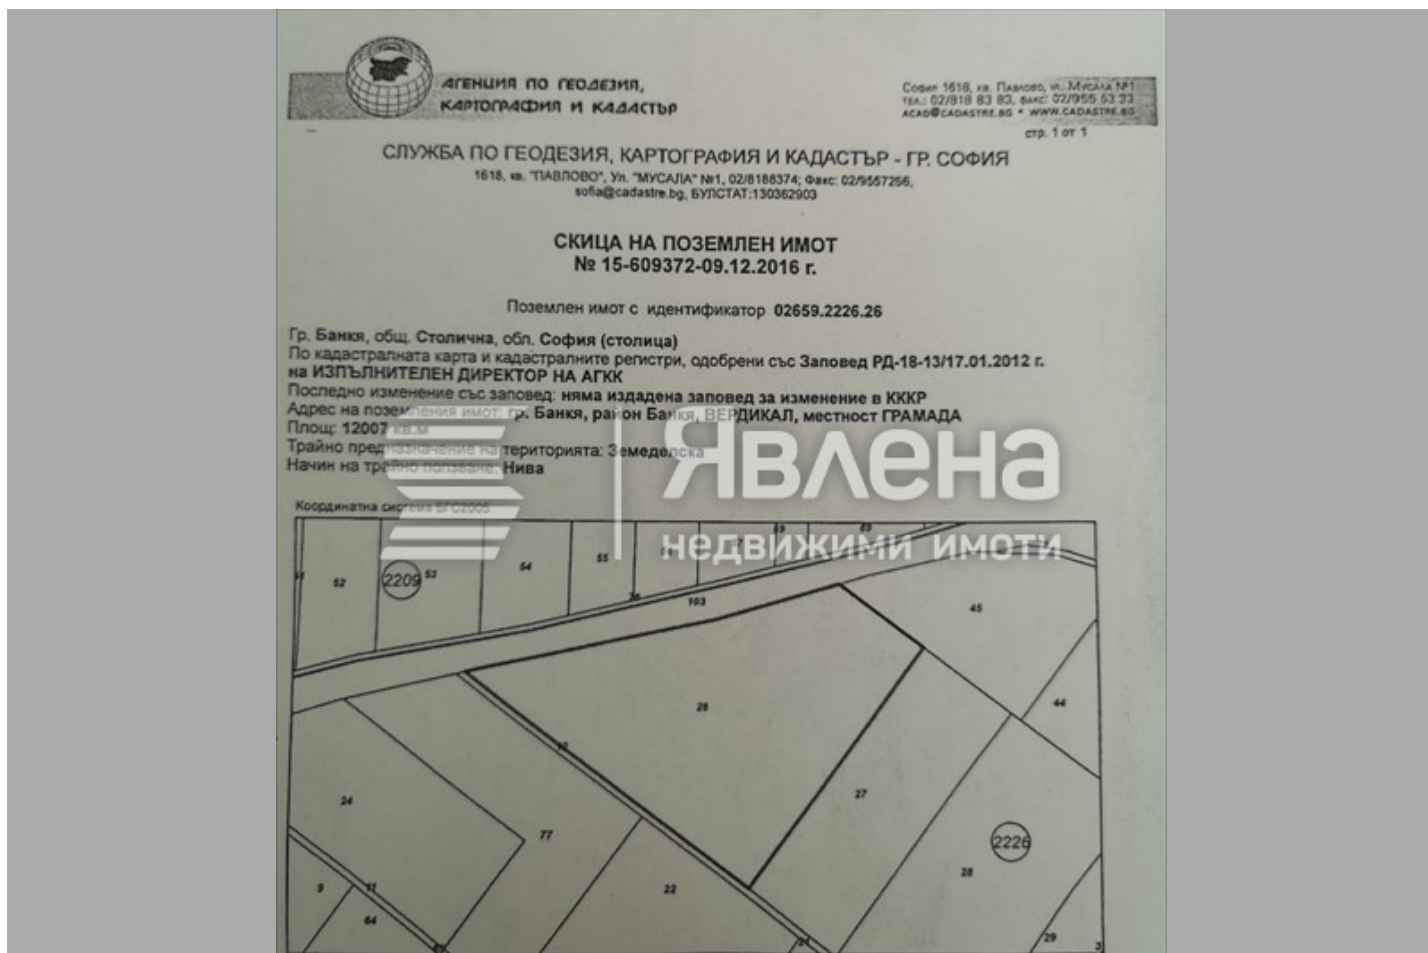 АГЕНЦИЯ ПО ГЕОДЕЗИЯ,
КАРТОГРАФИЯ И КАДАСТЪР
София 1618, кв. Павлово, ул. Мусала №1
тел.: 02/818 83 83, факс: 02/955 53 33
ACAD@CADASTRE.BG • WWW.CADASTRE.BG
стр. 1 от 1
СЛУЖБА ПО ГЕОДЕЗИЯ, КАРТОГРАФИЯ И КАДАСТЪР - ГР. СОФИЯ
1618, кв. "ПАВЛОВО", Ул. "МУСАЛА" №1, 02/8188374; Факс: 02/9557266,
sofia@cadastre.bg, БУЛСТАТ:130362903
СКИЦА НА ПОЗЕМЛЕН ИМОТ
№ 15-609372-09.12.2016 г.
Поземлен имот с идентификатор 02659.2226.26
Гр. Банкя, общ. Столична, обл. София (столица)
По кадастралната карта и кадастралните регистри, одобрени със Заповед РД-18-13/17.01.2012 г.
на ИЗПЪЛНИТЕЛЕН ДИРЕКТОР НА АГКК
Последно изменение със заповед: няма издадена заповед за изменение в КККР
Адрес на поземления имот: гр. Банкя, район Банкя, ВЕРДИКАЛ, местност ГРАМАДА
Площ: 12007 кв.м
Трайно предназначение на територията: Земеделска
Начин на трайно ползване: Нива
Явлена
недвижими имоти
Координатна система БГС2005
51 52 2209 53 54 55 59 60
103
45
26
44
24
77
27
2226
28
9 11
64
22
21
29
3